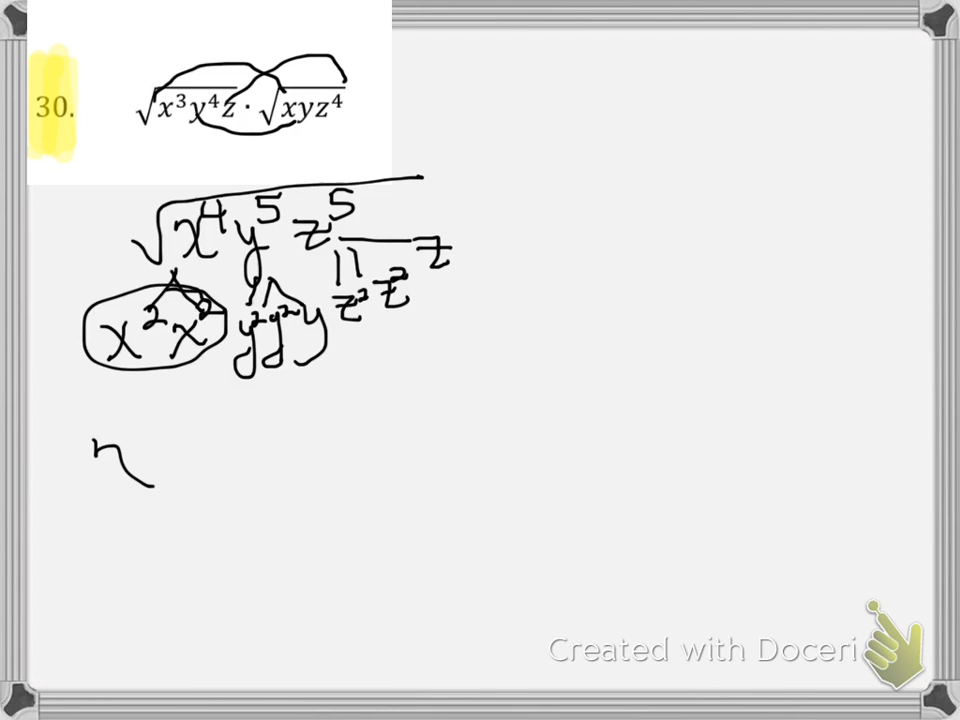 30. √x³y⁴z · √xyz⁴
√x⁴y⁵z⁵
x²x² y²y²y z²z²z
x
Created with Doceri